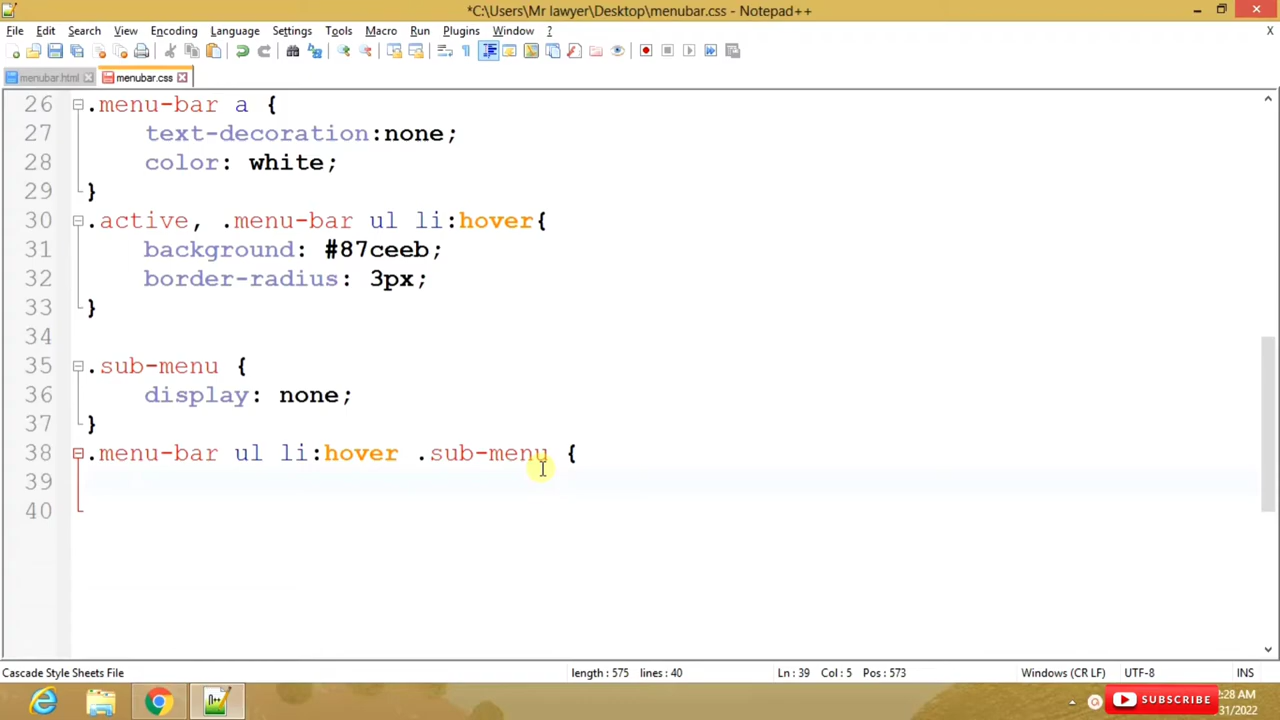 *C:\Users\Mr lawyer\Desktop\menubar.css - Notepad++
File Edit Search View Encoding Language Settings Tools Macro Run Plugins Window ? X
menubar.html menubar.css
26 .menu-bar a {
27 text-decoration:none;
28 color: white;
29 }
30 .active, .menu-bar ul li:hover{
31 background: #87ceeb;
32 border-radius: 3px;
33 }
34
35 .sub-menu {
36 display: none;
37 }
38 .menu-bar ul li:hover .sub-menu {
39
40
Cascade Style Sheets File length : 575 lines : 40 Ln : 39 Col : 5 Pos : 573 Windows (CR LF) UTF-8 INS
:28 AM
SUBSCRIBE
/31/2022